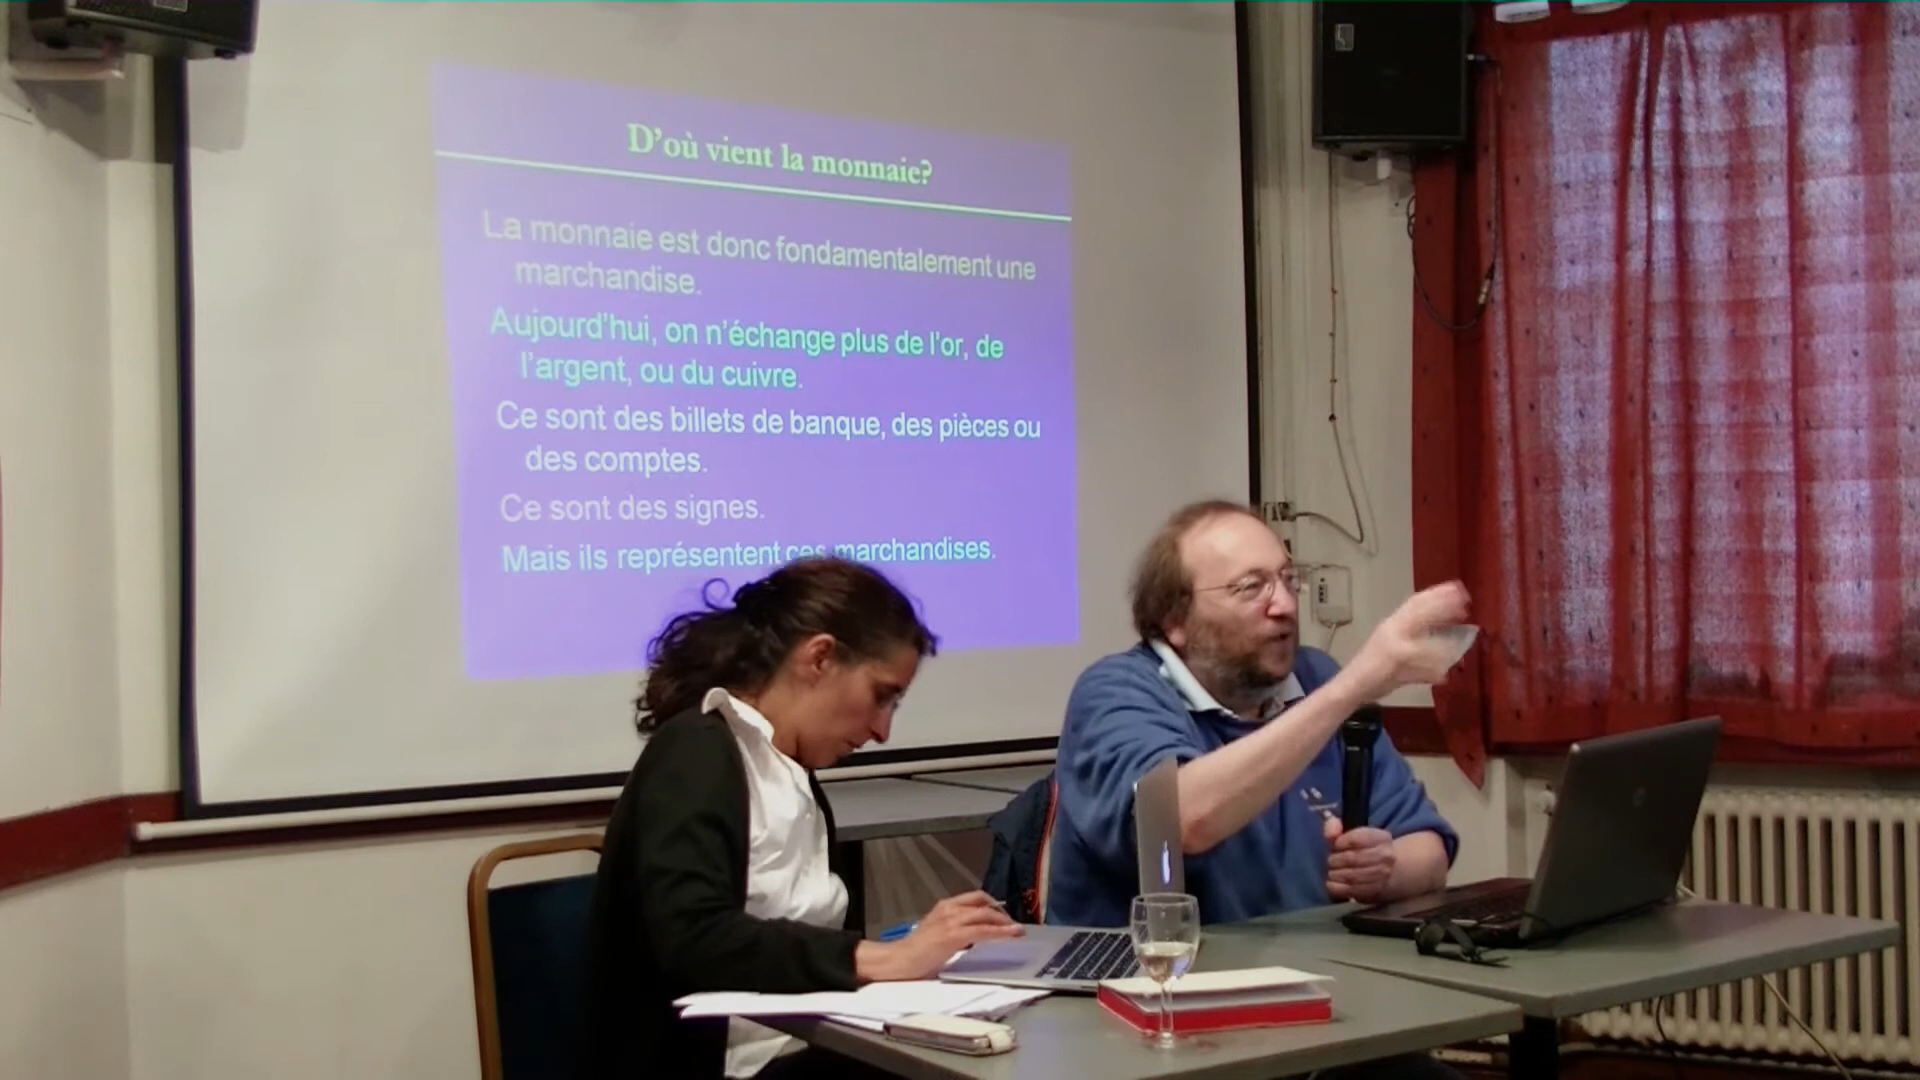 D'où vient la monnaie?
La monnaie est donc fondamentalement une
marchandise.
Aujourd'hui, on n'échange plus de l'or, de
l'argent, ou du cuivre.
Ce sont des billets de banque, des pièces ou
des comptes.
Ce sont des signes.
Mais ils représentent ces marchandises.